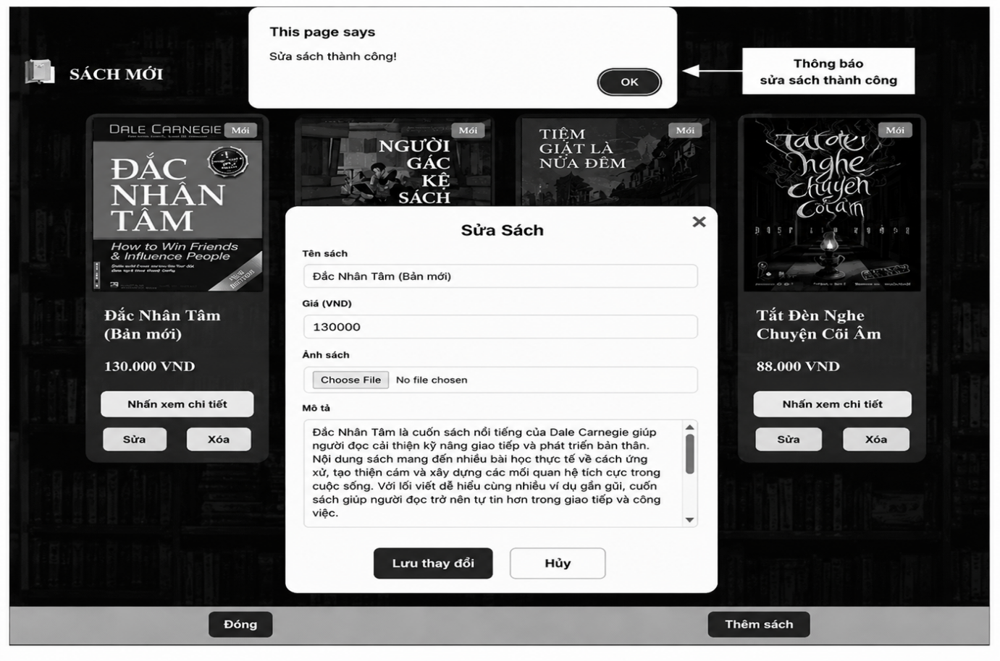 This page says
Sửa sách thành công!
OK
Thông báo
sửa sách thành công
SÁCH MỚI
DALE CARNEGIE
Mới
ĐẮC
NHÂN
TÂM
How to Win Friends
& Influence People
Mới
NGƯỜI
GÁC
KỆ
SÁCH
Mới
TIỆM
GIẶT LÀ
NỬA ĐÊM
Mới
nghe
chuyện
Đắc Nhân Tâm
(Bản mới)
130.000 VND
Nhấn xem chi tiết
Sửa
Xóa
Sửa Sách
Tên sách
Đắc Nhân Tâm (Bản mới)
Giá (VND)
130000
Ảnh sách
Choose File
No file chosen
Mô tả
Đắc Nhân Tâm là cuốn sách nổi tiếng của Dale Carnegie giúp
người đọc cải thiện kỹ năng giao tiếp và phát triển bản thân.
Nội dung sách mang đến nhiều bài học thực tế về cách ứng
xử, tạo thiện cảm và xây dựng các mối quan hệ tích cực trong
cuộc sống. Với lối viết dễ hiểu cùng nhiều ví dụ gần gũi, cuốn
sách giúp người đọc trở nên tự tin hơn trong giao tiếp và công
việc.
Lưu thay đổi
Hủy
Tắt Đèn Nghe
Chuyện Cõi Âm
88.000 VND
Nhấn xem chi tiết
Sửa
Xóa
Đóng
Thêm sách